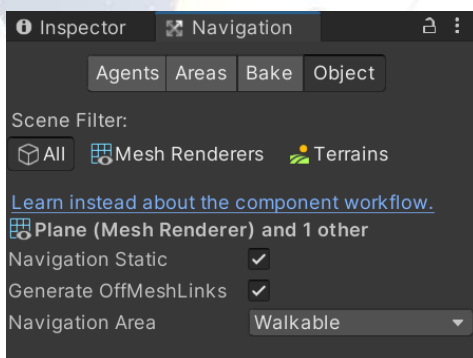 Inspector Navigation
Agents Areas Bake Object
Scene Filter:
All Mesh Renderers Terrains
Learn instead about the component workflow.
Plane (Mesh Renderer) and 1 other
Navigation Static
Generate OffMeshLinks
Navigation Area Walkable